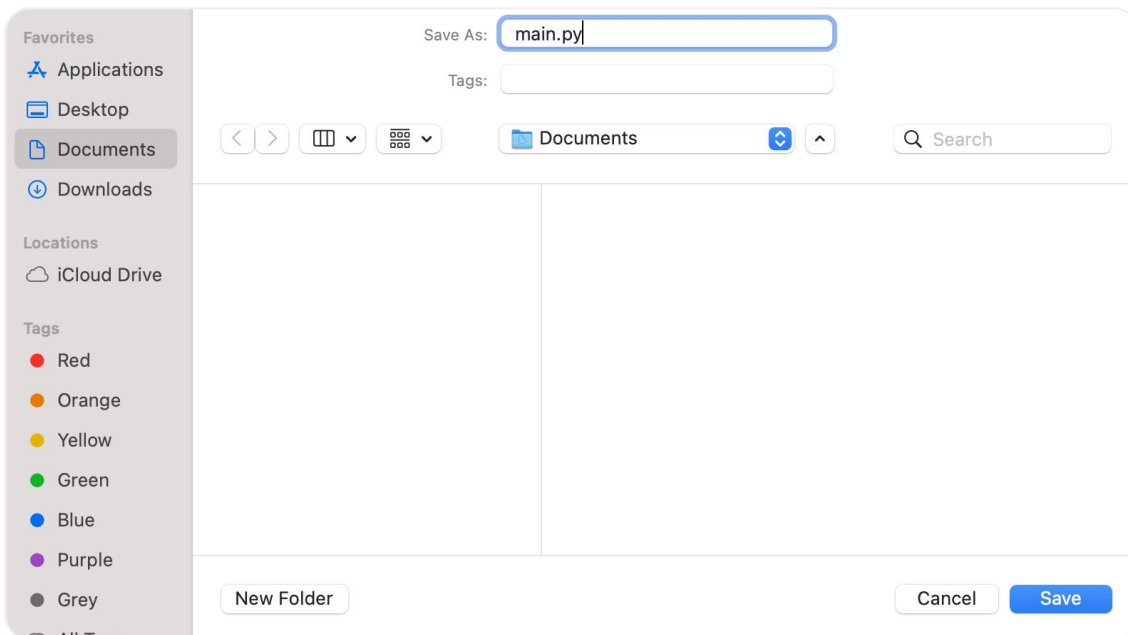 Favorites
Applications
Desktop
Documents
Downloads
Locations
iCloud Drive
Tags
Red
Orange
Yellow
Green
Blue
Purple
Grey
Save As: main.py
Tags:
Documents
Search
New Folder
Cancel
Save